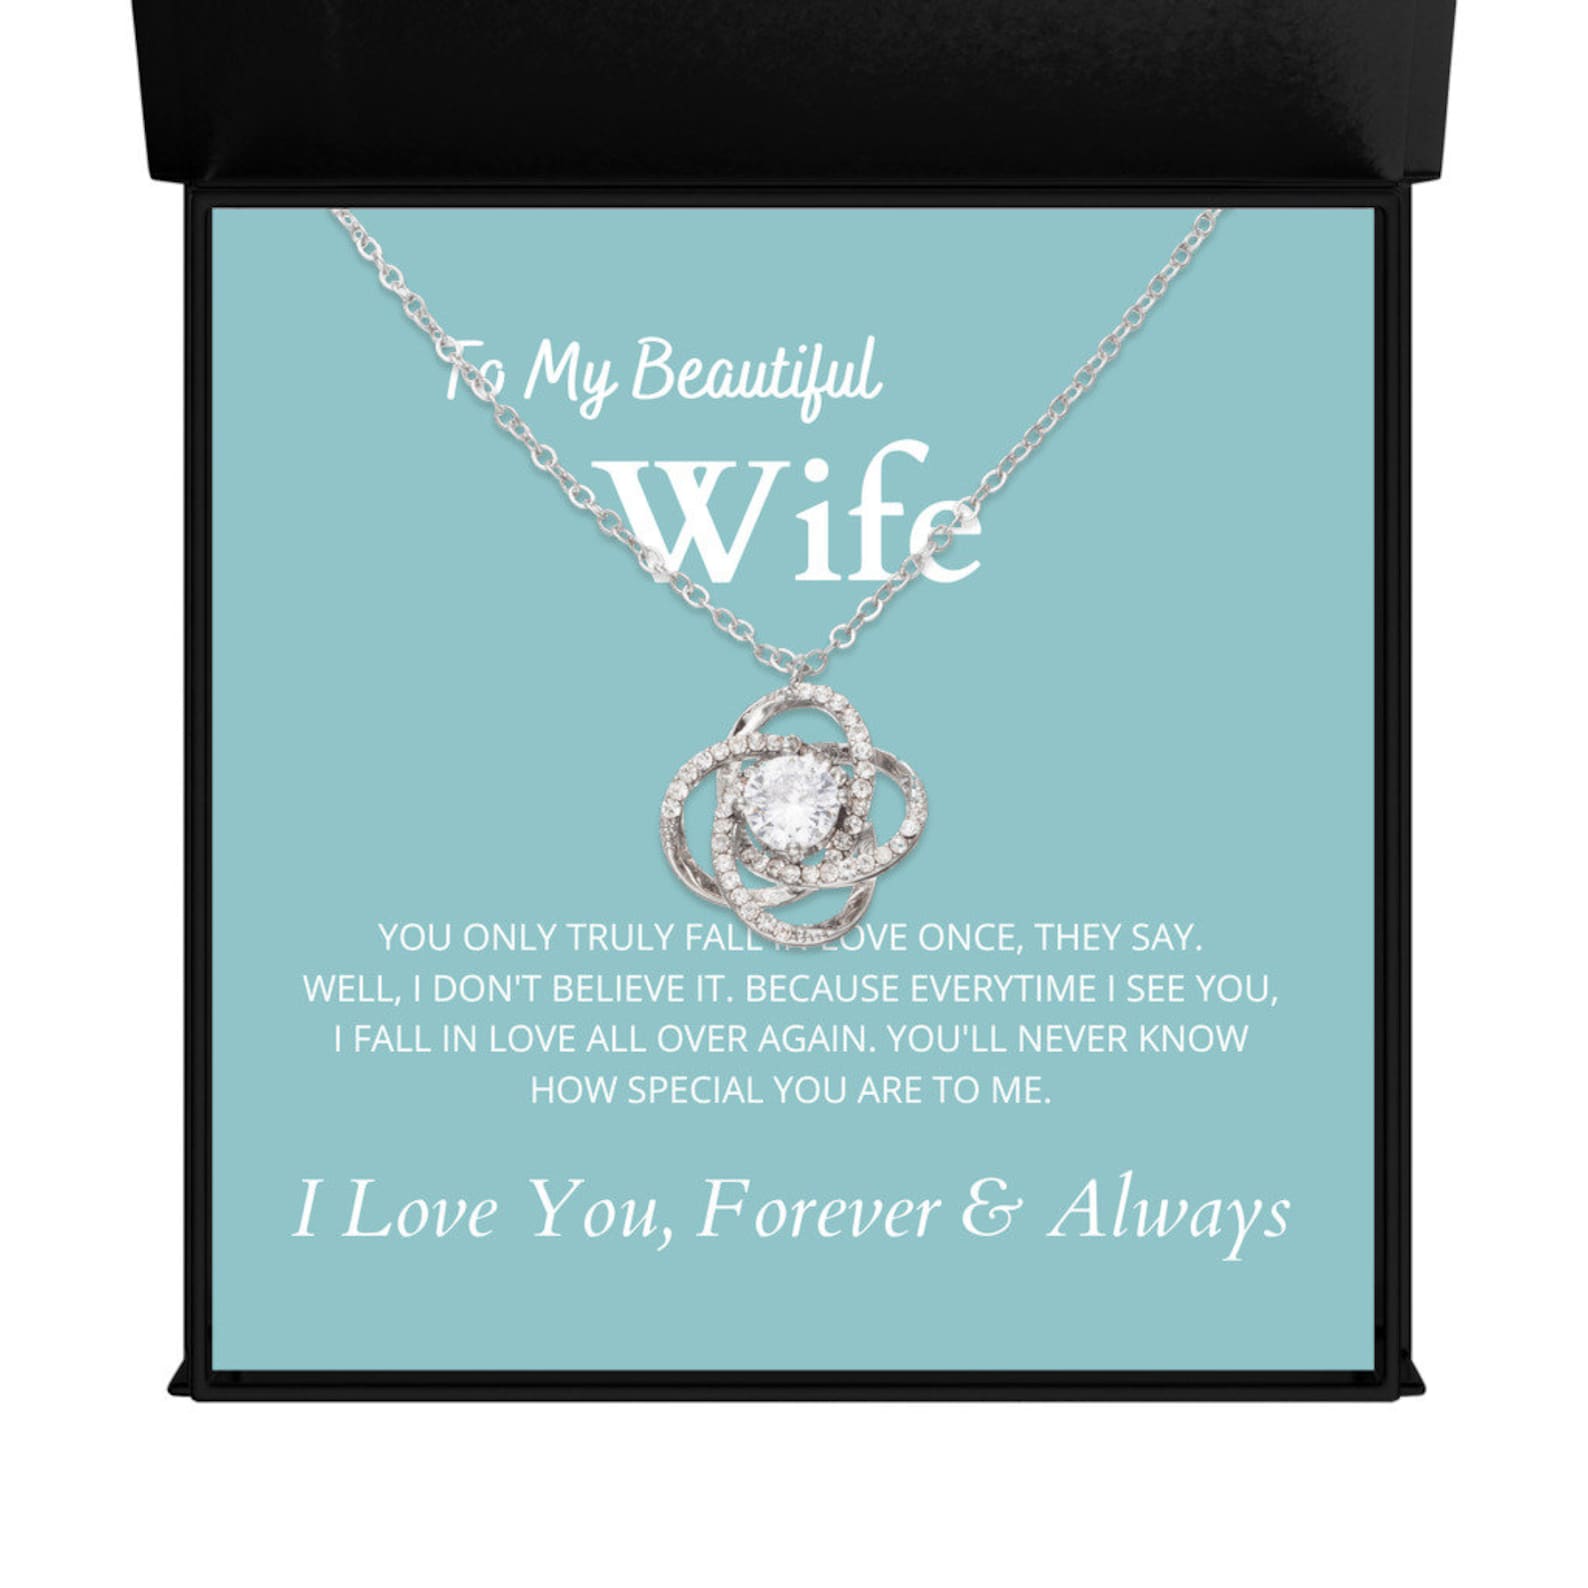 To My Beautiful
Wife
YOU ONLY TRULY FALL IN LOVE ONCE, THEY SAY.
WELL, I DON'T BELIEVE IT. BECAUSE EVERYTIME I SEE YOU,
I FALL IN LOVE ALL OVER AGAIN. YOU'LL NEVER KNOW
HOW SPECIAL YOU ARE TO ME.
I Love You, Forever & Always